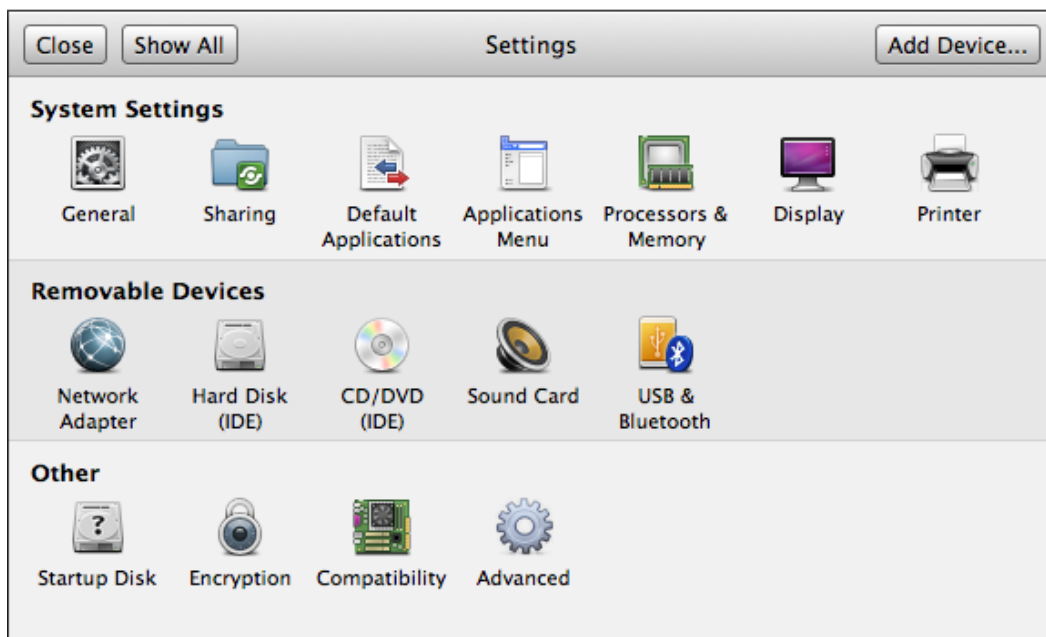 Close Show All Settings Add Device...
System Settings
General Sharing Default Applications Processors & Display Printer
Applications Menu Memory
Removable Devices
Network Hard Disk CD/DVD Sound Card USB &
Adapter (IDE) (IDE) Bluetooth
Other
?
Startup Disk Encryption Compatibility Advanced